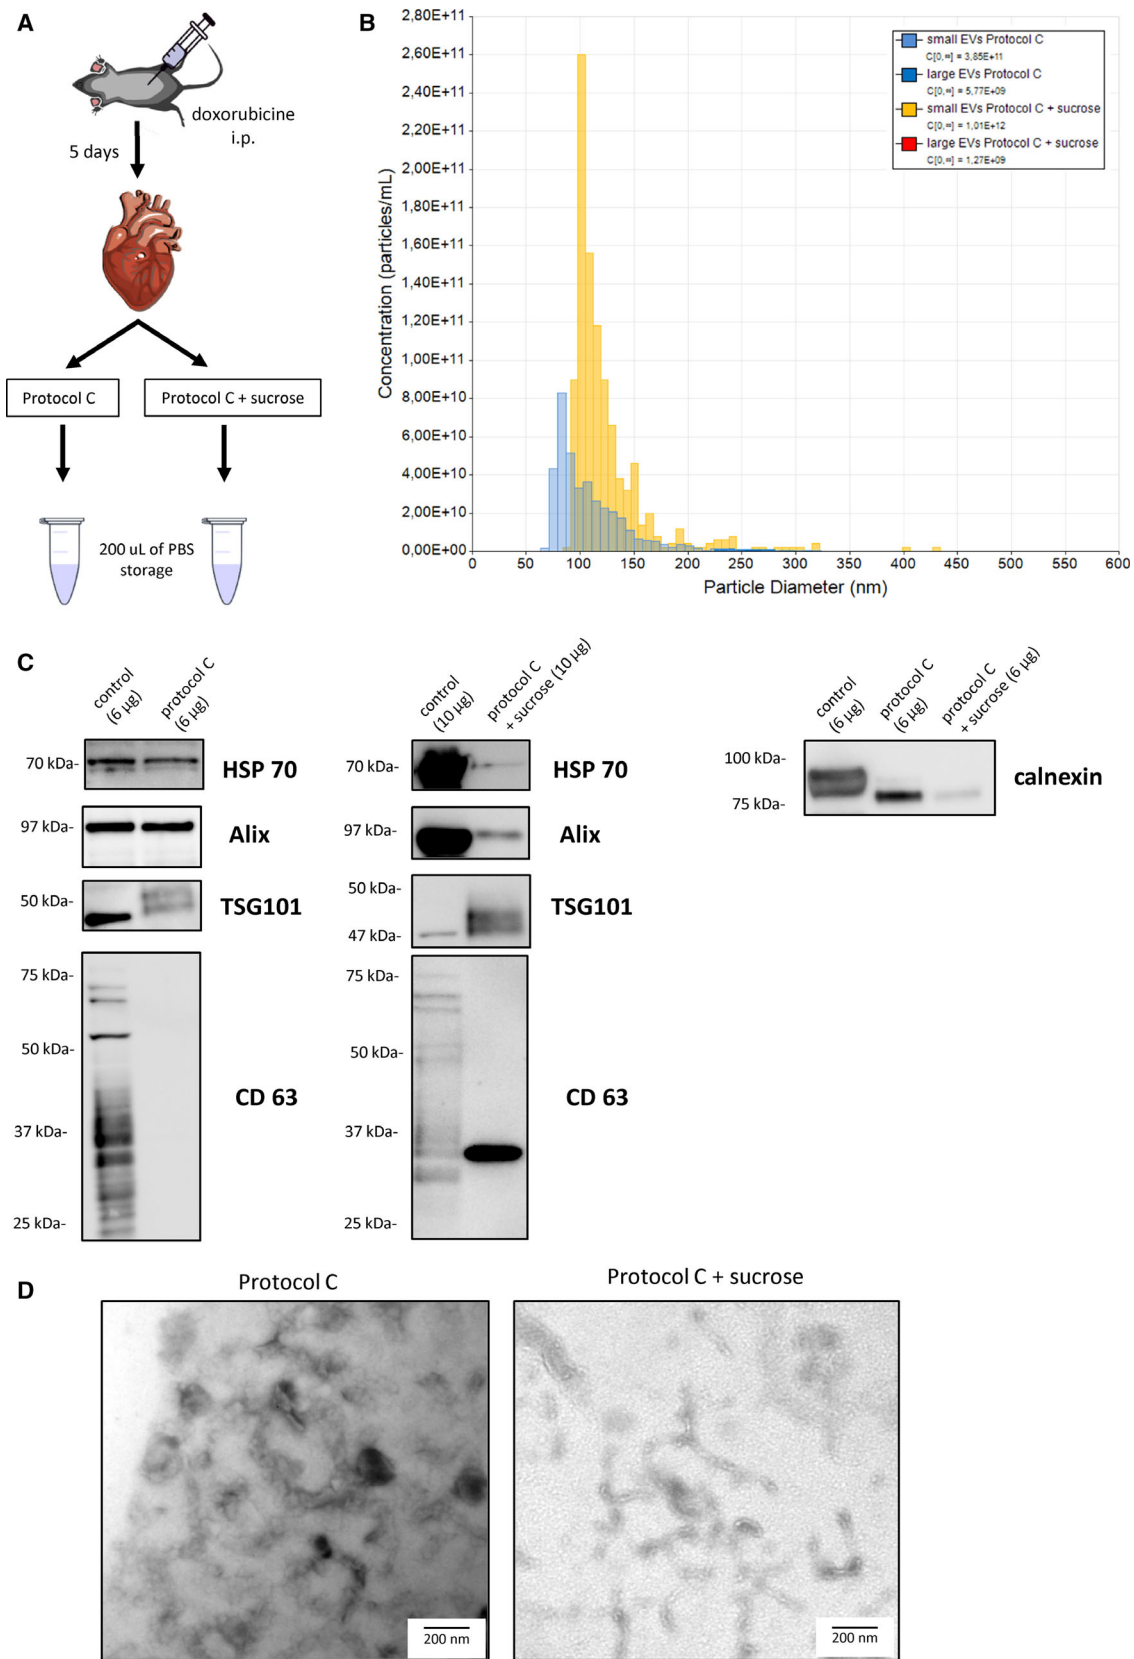 A
doxorubicine
i.p.
5 days
Protocol C
Protocol C + sucrose
200 uL of PBS
storage
B
2,80E+11
2,60E+11
2,40E+11
2,20E+11
2,00E+11
1,80E+11
1,60E+11
1,40E+11
1,20E+11
1,00E+11
8,00E+10
6,00E+10
4,00E+10
2,00E+10
0,00E+00
Concentration (particles/mL)
0 50 100 150 200 250 300 350 400 450 500 550 600
Particle Diameter (nm)
small EVs Protocol C
C[0,∞] = 3,85E+11
large EVs Protocol C
C[0,∞] = 5,77E+09
small EVs Protocol C + sucrose
C[0,∞] = 1,01E+12
large EVs Protocol C + sucrose
C[0,∞] = 1,27E+09
C
control
(6 µg)
protocol C
(6 µg)
70 kDa-
HSP 70
97 kDa-
Alix
50 kDa-
TSG101
75 kDa-
50 kDa-
37 kDa-
25 kDa-
CD 63
control
(10 µg)
protocol C
+ sucrose (10 µg)
70 kDa-
HSP 70
97 kDa-
Alix
50 kDa-
47 kDa-
TSG101
75 kDa-
50 kDa-
37 kDa-
25 kDa-
CD 63
control
(6 µg)
protocol C
(6 µg)
protocol C
+ sucrose (6 µg)
100 kDa-
75 kDa-
calnexin
D
Protocol C
200 nm
Protocol C + sucrose
200 nm